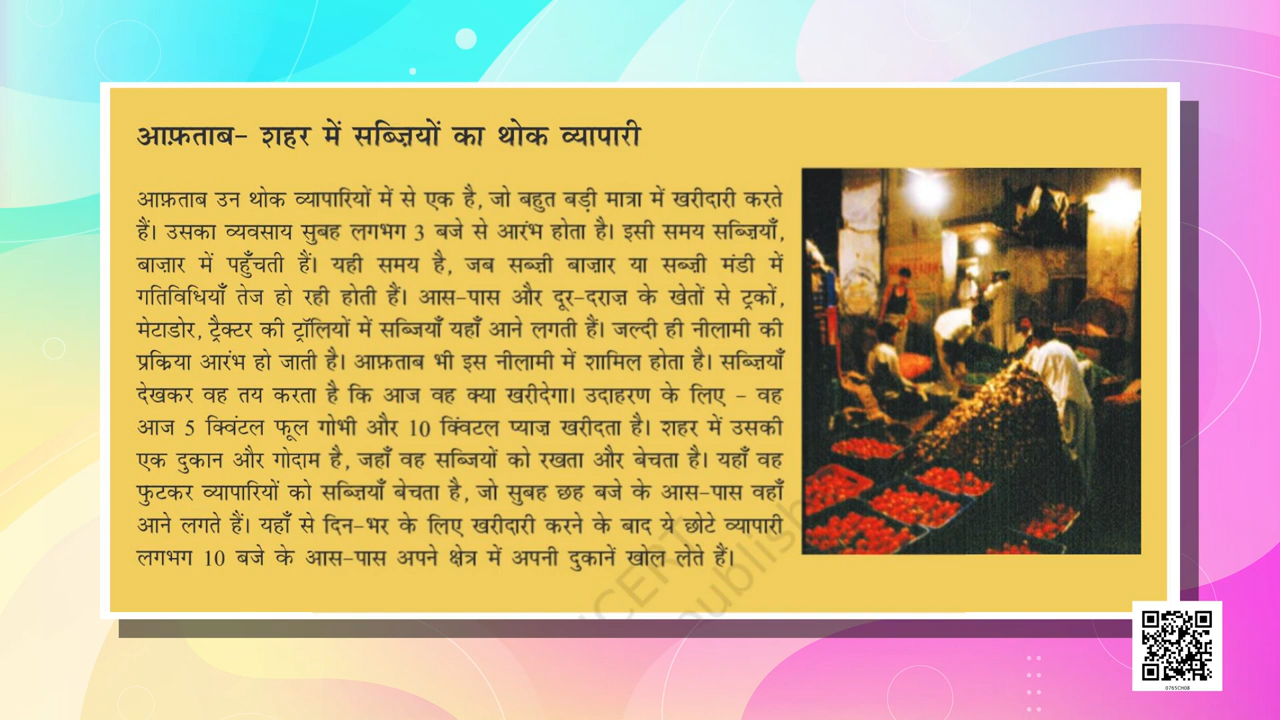 आफ़ताब- शहर में सब्ज़ियों का थोक व्यापारी
आफ़ताब उन थोक व्यापारियों में से एक है, जो बहुत बड़ी मात्रा में खरीदारी करते
हैं। उसका व्यवसाय सुबह लगभग 3 बजे से आरंभ होता है। इसी समय सब्ज़ियाँ,
बाज़ार में पहुँचती हैं। यही समय है, जब सब्ज़ी बाज़ार या सब्ज़ी मंडी में
गतिविधियाँ तेज हो रही होती हैं। आस-पास और दूर-दराज़ के खेतों से ट्रकों,
मेटाडोर, ट्रैक्टर की ट्रॉलियों में सब्ज़ियाँ यहाँ आने लगती हैं। जल्दी ही नीलामी की
प्रक्रिया आरंभ हो जाती है। आफ़ताब भी इस नीलामी में शामिल होता है। सब्ज़ियाँ
देखकर वह तय करता है कि आज वह क्या खरीदेगा। उदाहरण के लिए – वह
आज 5 क्विंटल फूल गोभी और 10 क्विंटल प्याज़ खरीदता है। शहर में उसकी
एक दुकान और गोदाम है, जहाँ वह सब्जियों को रखता और बेचता है। यहाँ वह
फुटकर व्यापारियों को सब्ज़ियाँ बेचता है, जो सुबह छह बजे के आस-पास वहाँ
आने लगते हैं। यहाँ से दिन-भर के लिए खरीदारी करने के बाद ये छोटे व्यापारी
लगभग 10 बजे के आस-पास अपने क्षेत्र में अपनी दुकानें खोल लेते हैं।
0765CH08